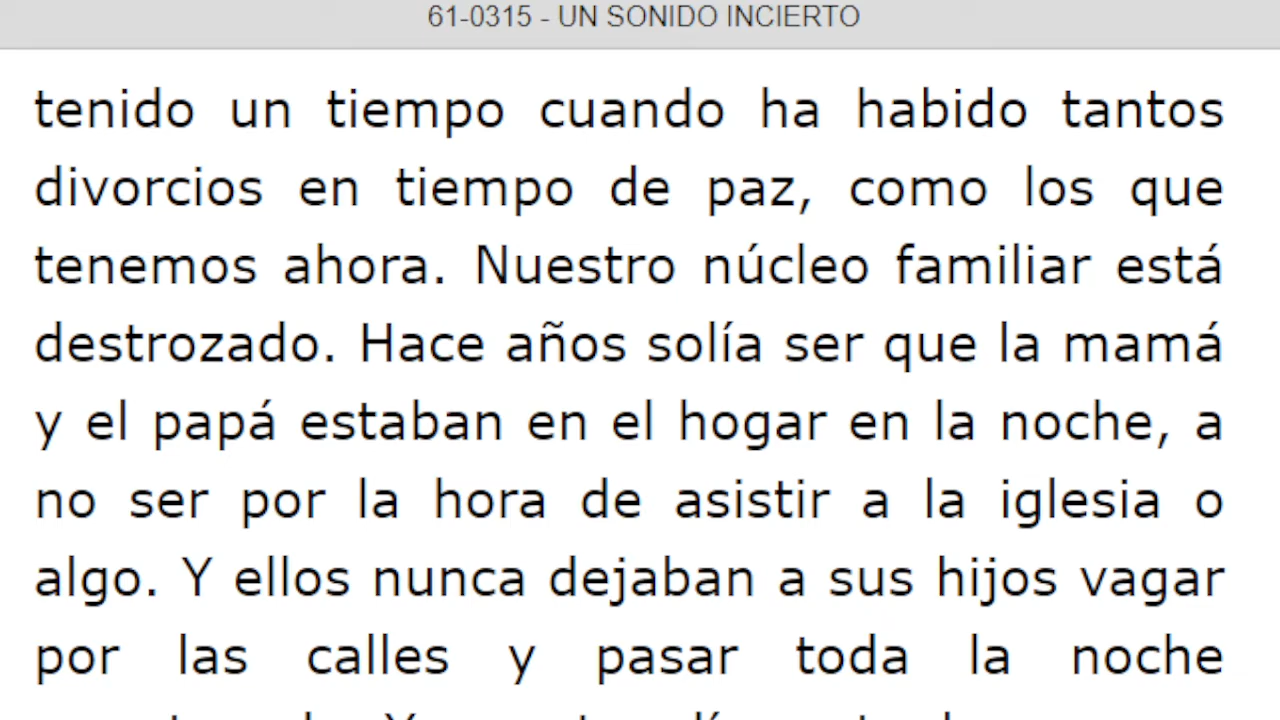 61-0315 - UN SONIDO INCIERTO
tenido un tiempo cuando ha habido tantos
divorcios en tiempo de paz, como los que
tenemos ahora. Nuestro núcleo familiar está
destrozado. Hace años solía ser que la mamá
y el papá estaban en el hogar en la noche, a
no ser por la hora de asistir a la iglesia o
algo. Y ellos nunca dejaban a sus hijos vagar
por las calles y pasar toda la noche